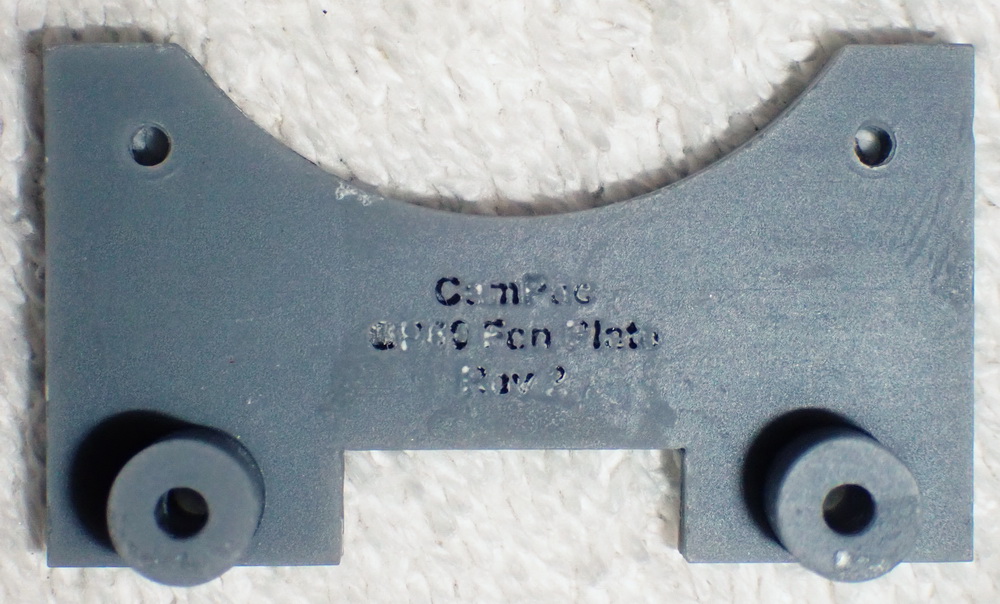 CamPac
Fan Plate
Rev 2